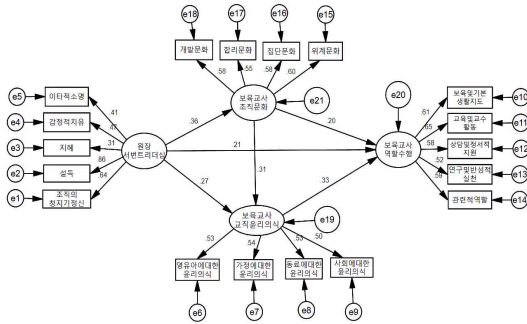 e18
e17
e16
e15
개발문화
합리문화
집단문화
위계문화
.58
.55
.58
.60
e5
이타적소명
e4
감정적치유
e3
지혜
e2
설득
e1
조직의
청지기정신
.41
.47
.31
.86
.64
원장
서번트리더십
보육교사
조직문화
e21
.36
.20
.21
.31
.27
.33
e20
보육교사
역할수행
.61
.65
.58
.52
.59
보육및기본
생활지도
e10
교육및교수
활동
e11
상담및정서적
지원
e12
연구및반성적
실천
e13
관련적역할
e14
보육교사
교직윤리의식
e19
.53
.54
.53
.50
영유아에대한
윤리의식
가정에대한
윤리의식
동료에대한
윤리의식
사회에대한
윤리의식
e6
e7
e8
e9